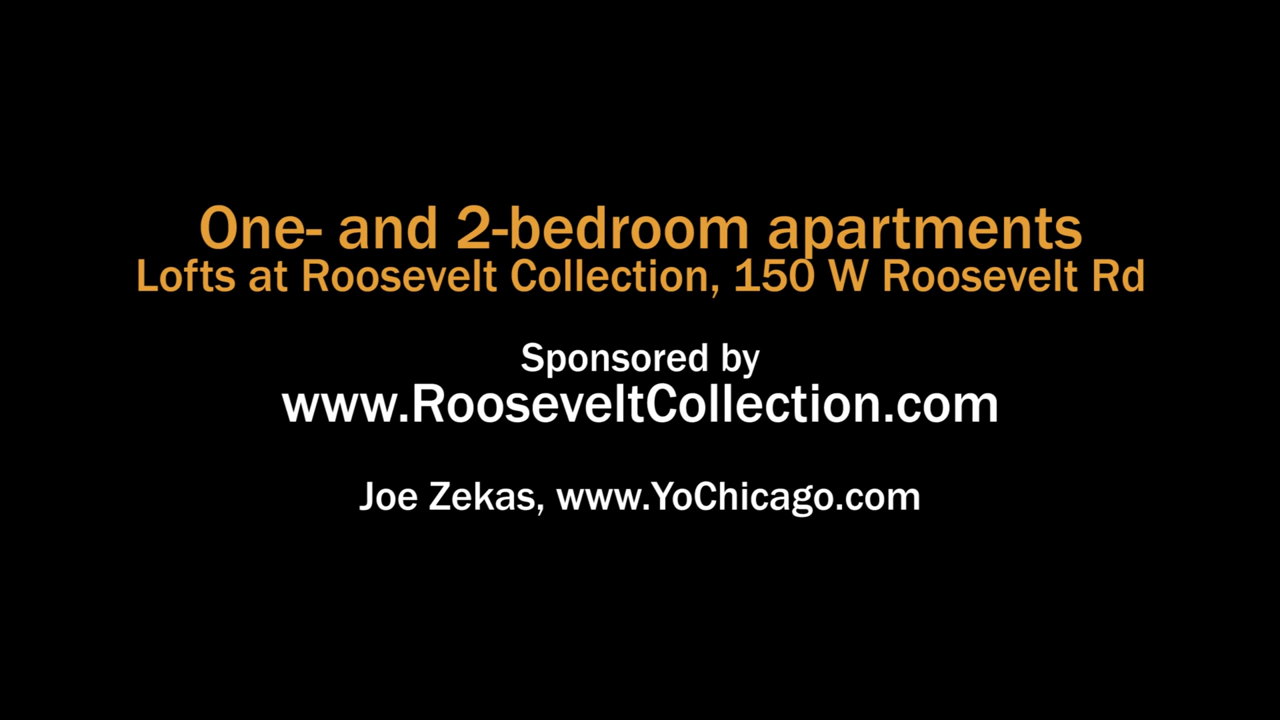 One- and 2-bedroom apartments
Lofts at Roosevelt Collection, 150 W Roosevelt Rd
Sponsored by
www.RooseveltCollection.com
Joe Zekas, www.YoChicago.com